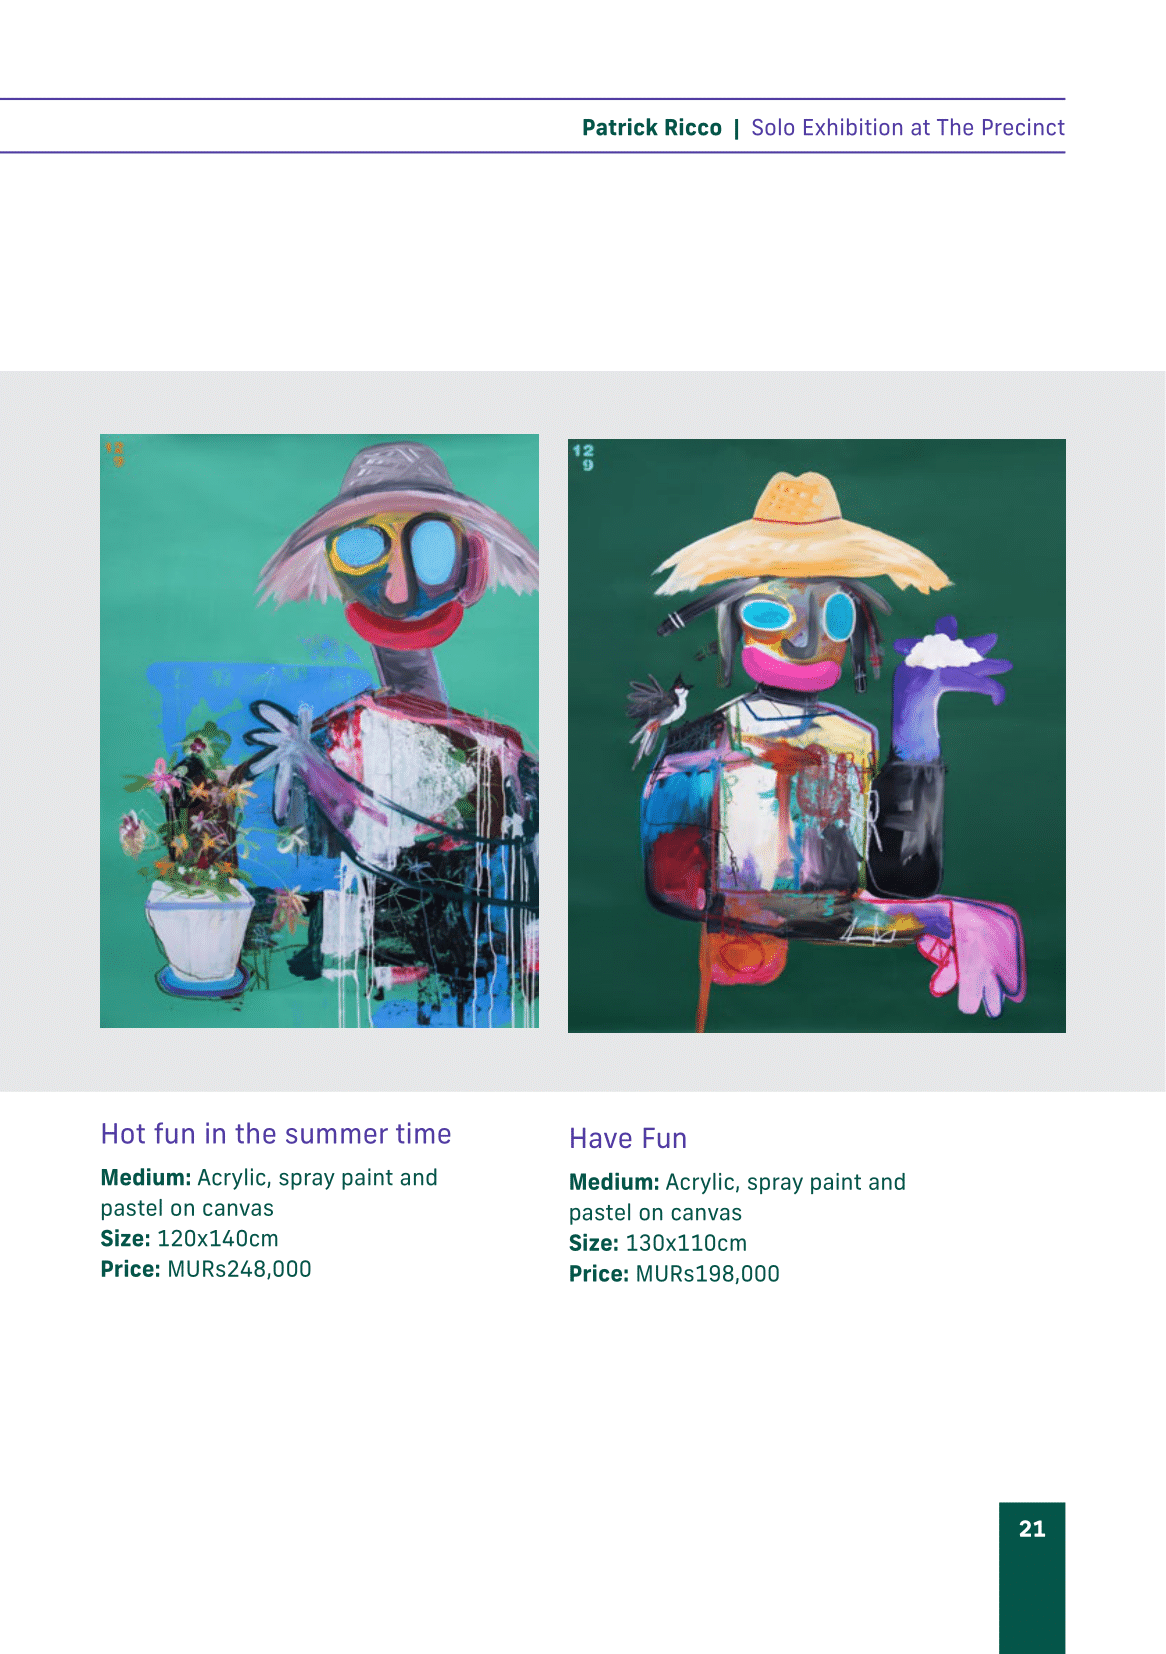 Patrick Ricco | Solo Exhibition at The Precinct
12
9
12
9
Hot fun in the summer time
Medium: Acrylic, spray paint and
pastel on canvas
Size: 120x140cm
Price: MURs248,000
Have Fun
Medium: Acrylic, spray paint and
pastel on canvas
Size: 130x110cm
Price: MURs198,000
21